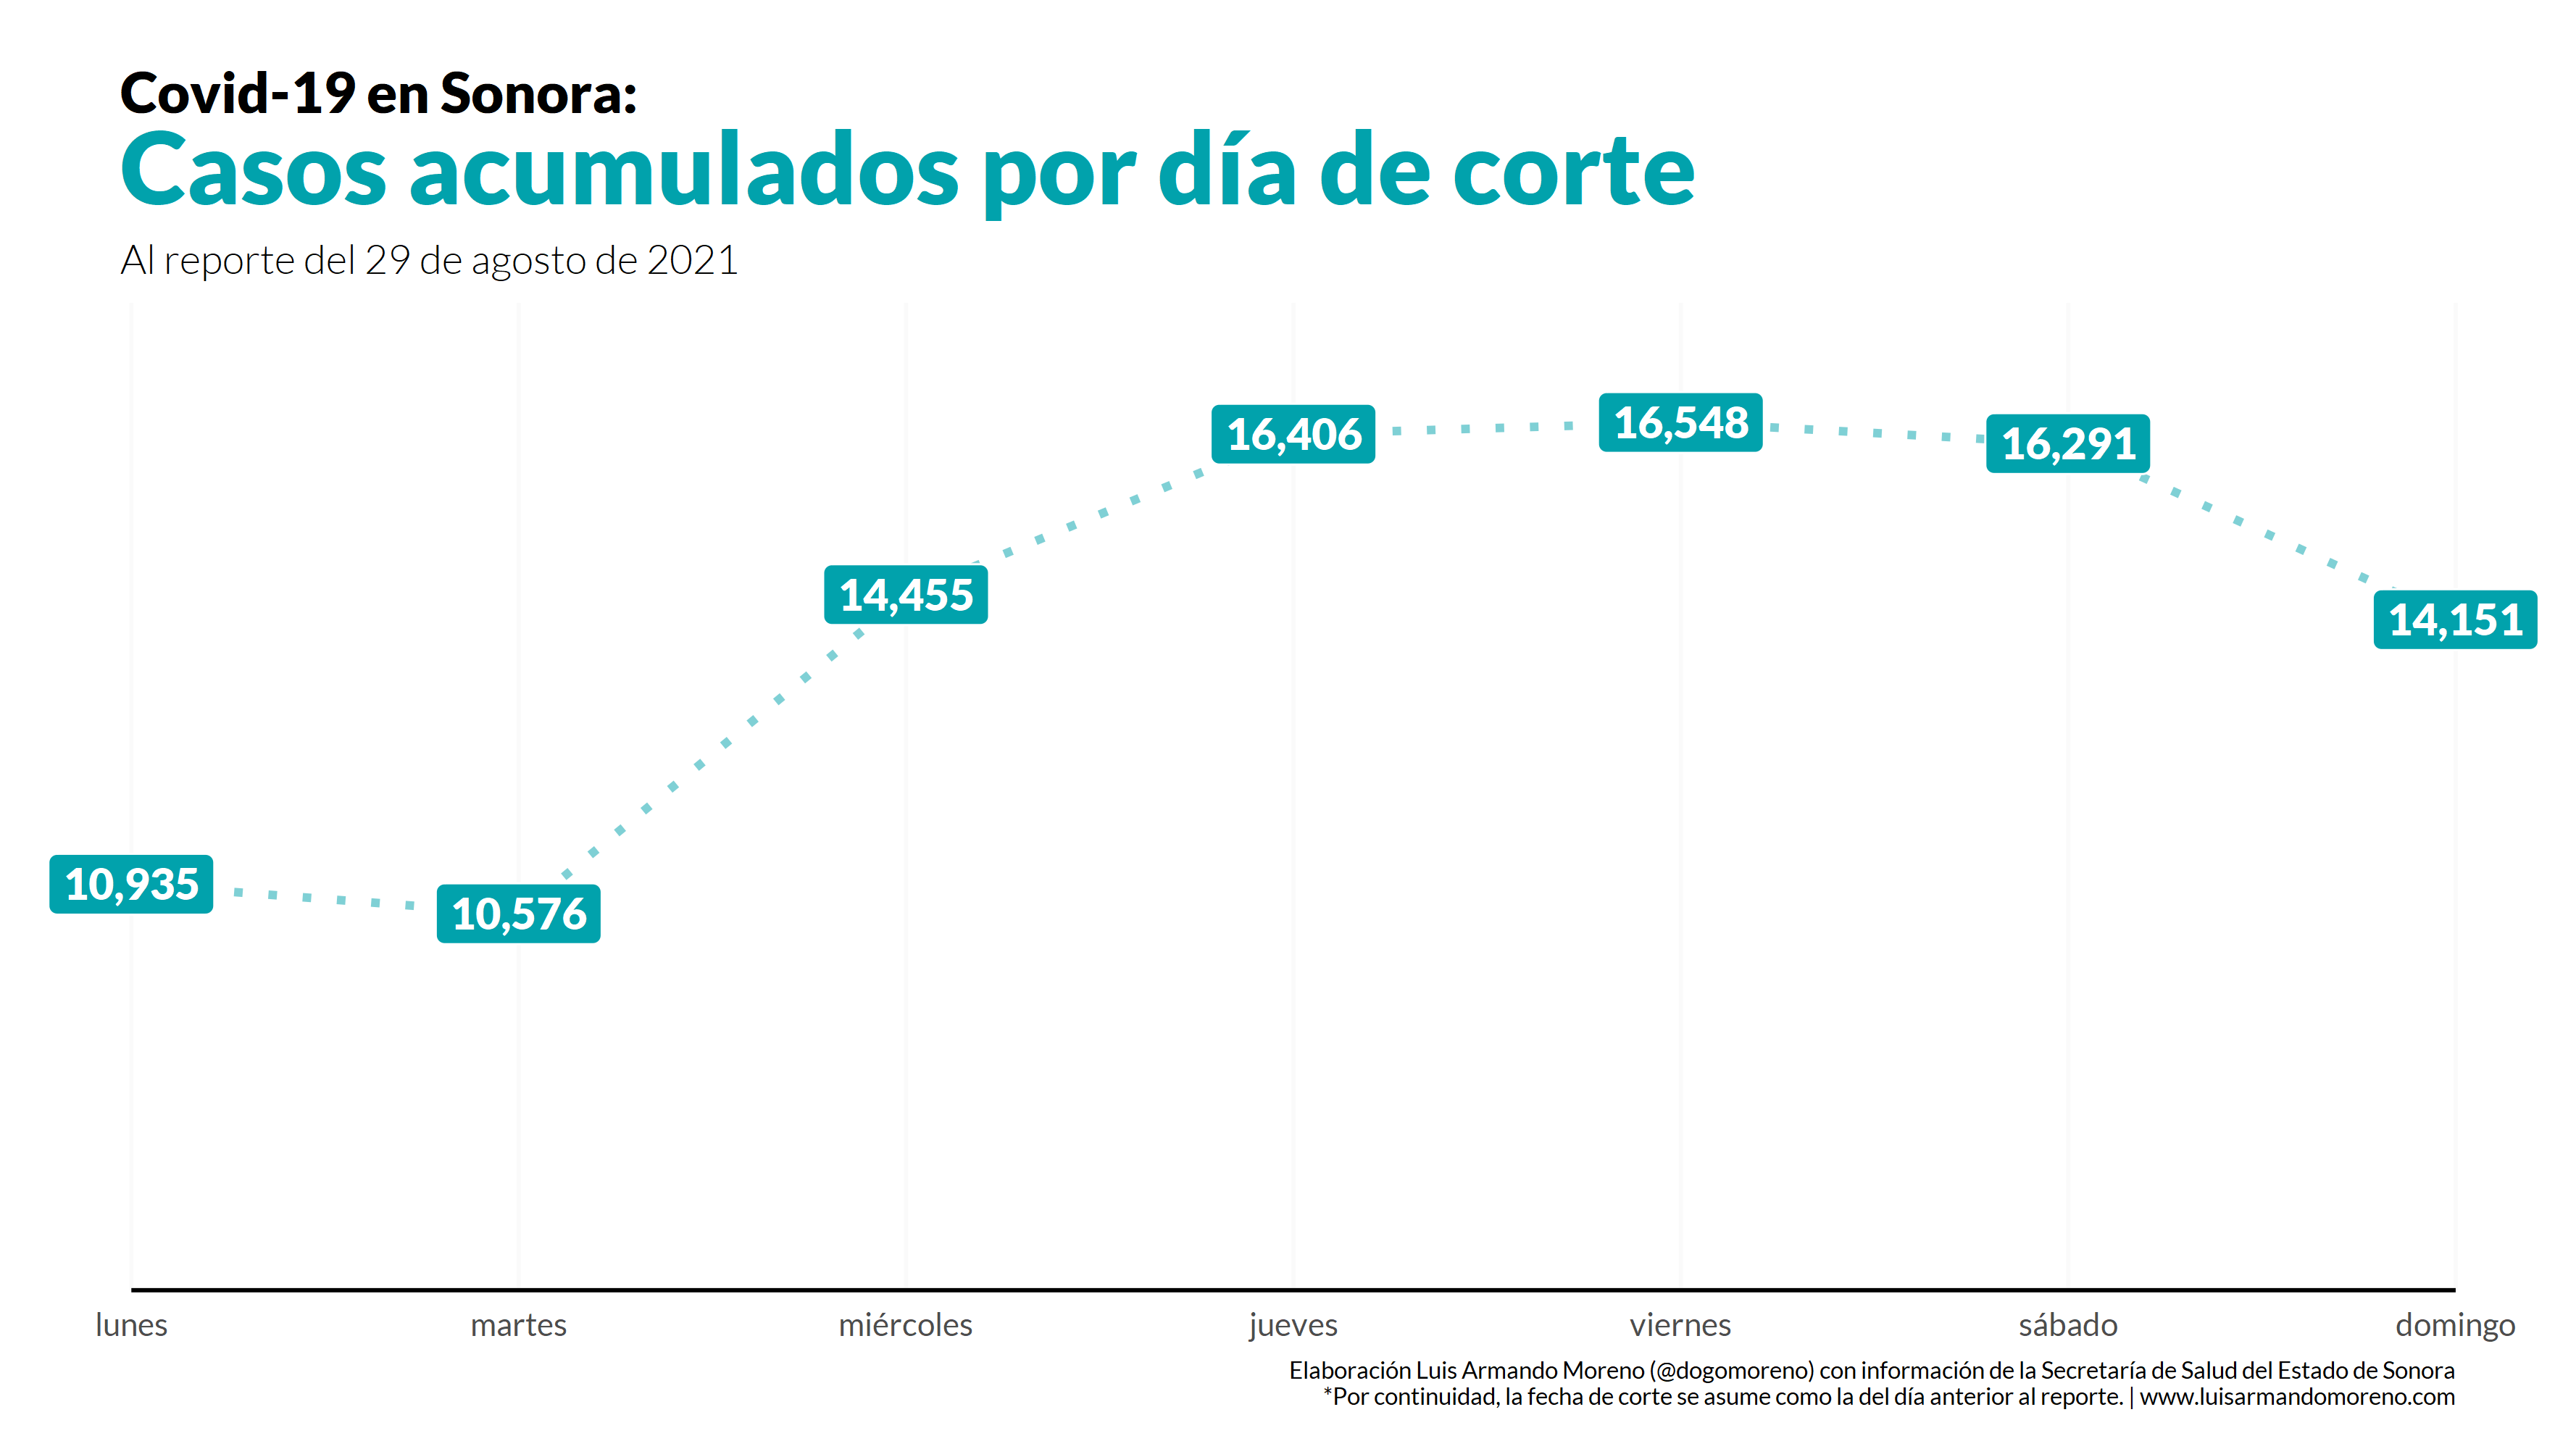 Covid-19 en Sonora:
Casos acumulados por día de corte
Al reporte del 29 de agosto de 2021
16,548
16,406
16,291
14,455
14,151
10,935
10,576
lunes martes miércoles jueves viernes sábado domingo
Elaboración Luis Armando Moreno (@dogomoreno) con información de la Secretaría de Salud del Estado de Sonora
*Por continuidad, la fecha de corte se asume como la del día anterior al reporte. | www.luisarmandomoreno.com